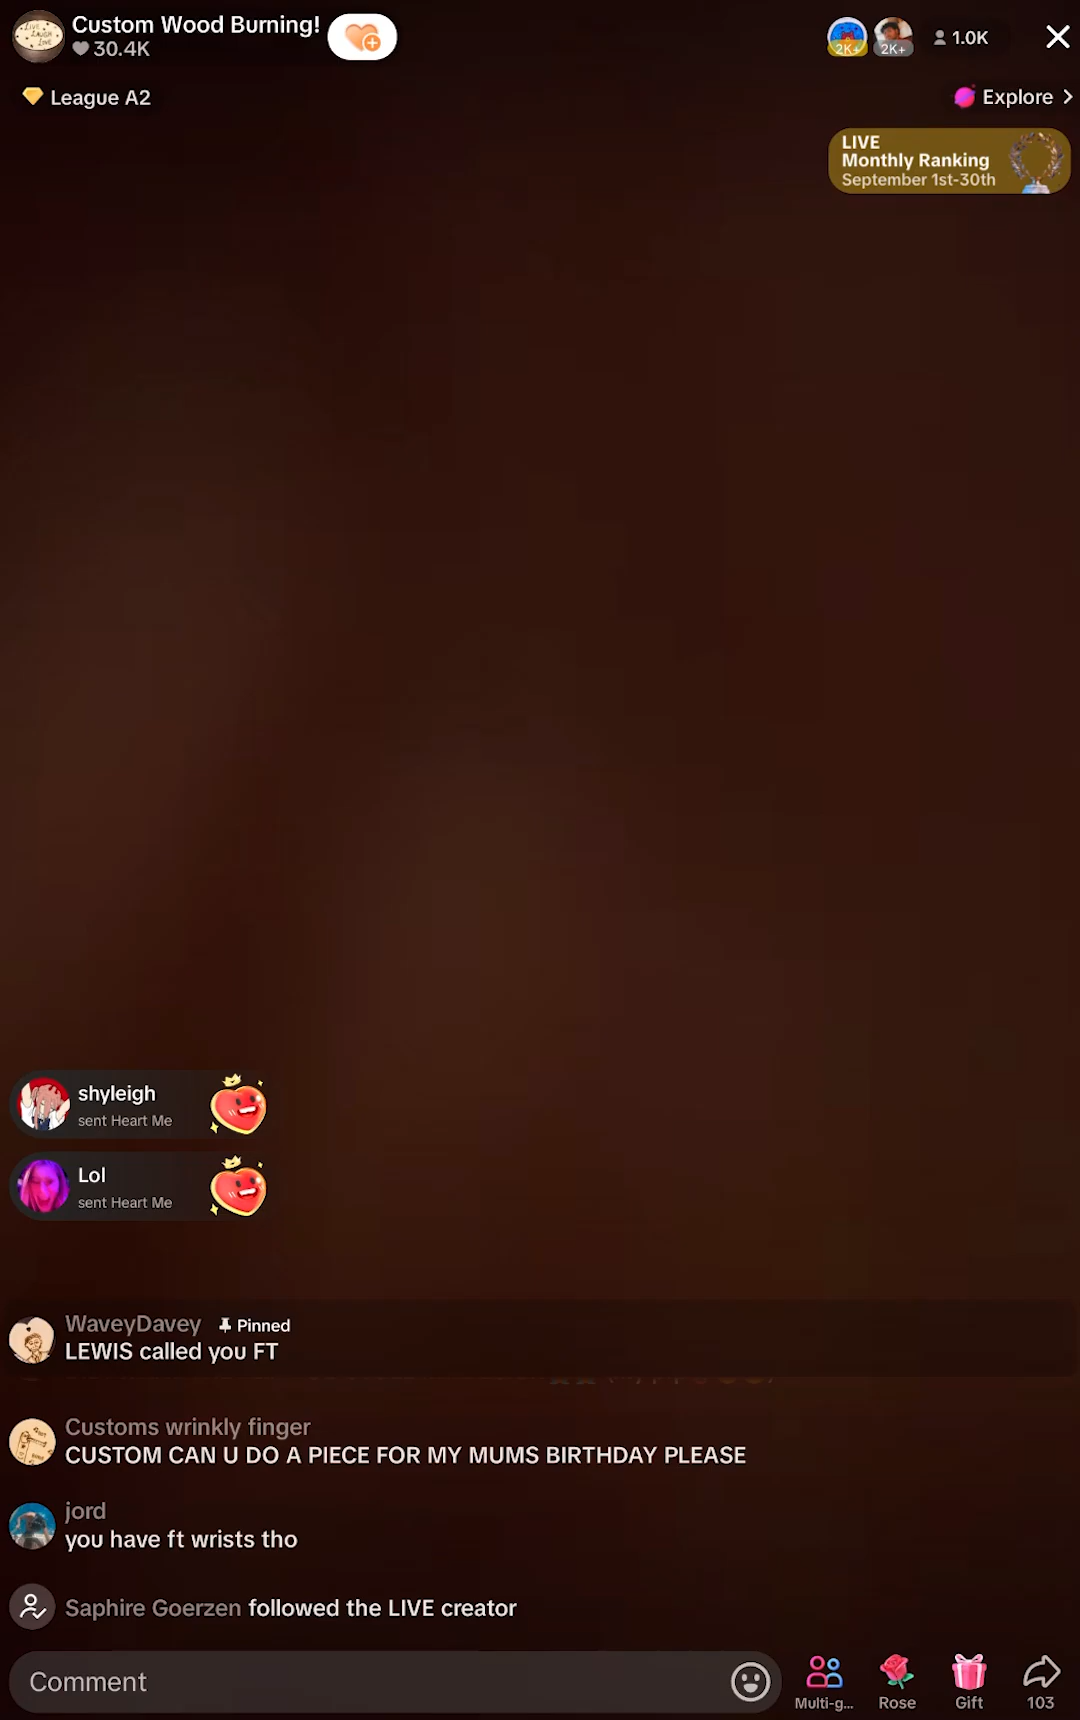 Custom Wood Burning!
30.4K
2K+
2K+
1.0K
League A2
Explore
LIVE
Monthly Ranking
September 1st-30th
shyleigh
sent Heart Me
Lol
sent Heart Me
WaveyDavey Pinned
LEWIS called you FT
Customs wrinkly finger
CUSTOM CAN U DO A PIECE FOR MY MUMS BIRTHDAY PLEASE
jord
you have ft wrists tho
Saphire Goerzen followed the LIVE creator
Comment
Multi-g...
Rose
Gift
103